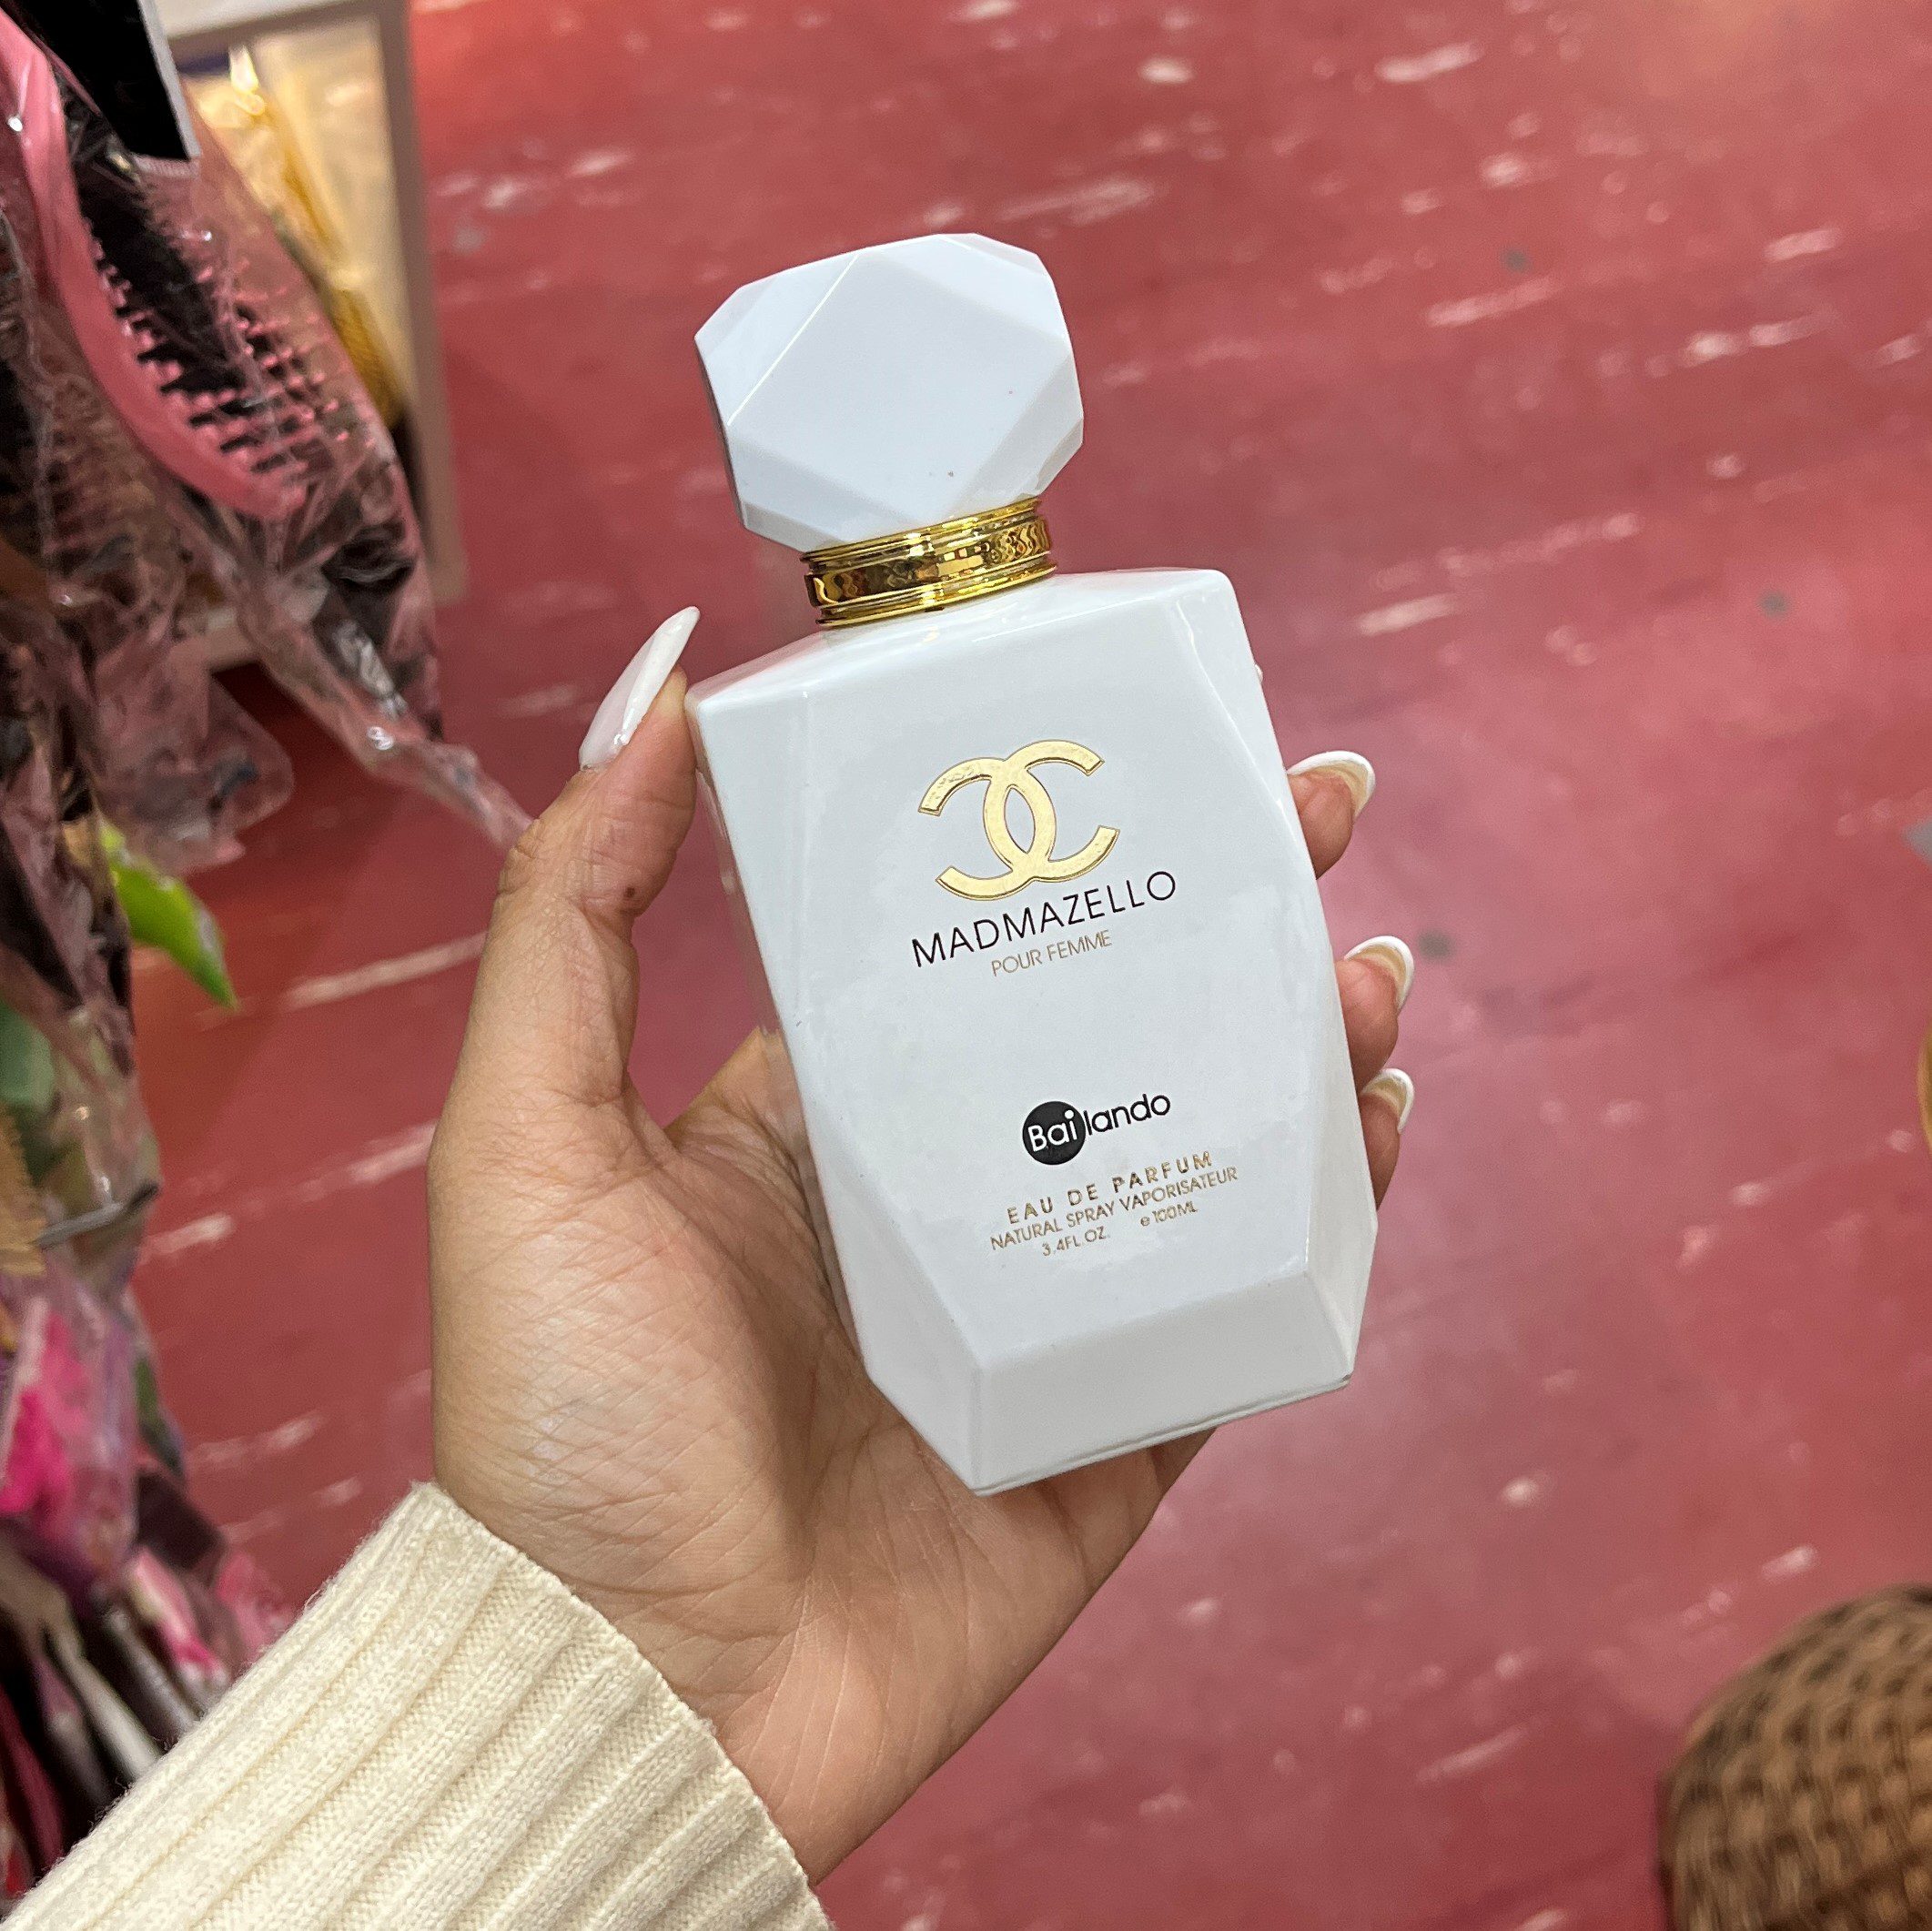 MADMAZELLO
POUR FEMME
Bailando
EAU DE PARFUM
NATURAL SPRAY VAPORISATEUR
3.4FL.OZ. e100ML